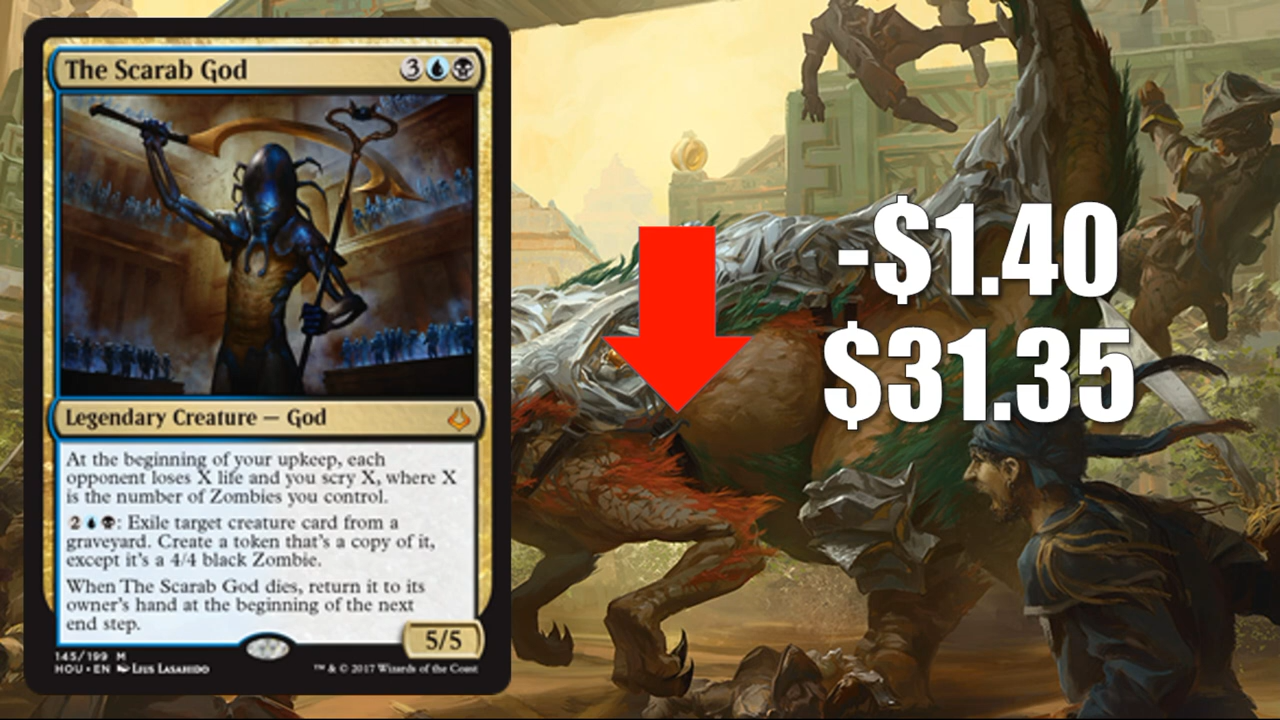 The Scarab God 3
Legendary Creature — God
At the beginning of your upkeep, each
opponent loses X life and you scry X, where X
is the number of Zombies you control.
2: Exile target creature card from a
graveyard. Create a token that's a copy of it,
except it's a 4/4 black Zombie.
When The Scarab God dies, return it to its
owner's hand at the beginning of the next
end step.
5/5
145/199 M
HOU • EN Lius Lasahido
™ & © 2017 Wizards of the Coast
-$1.40
$31.35